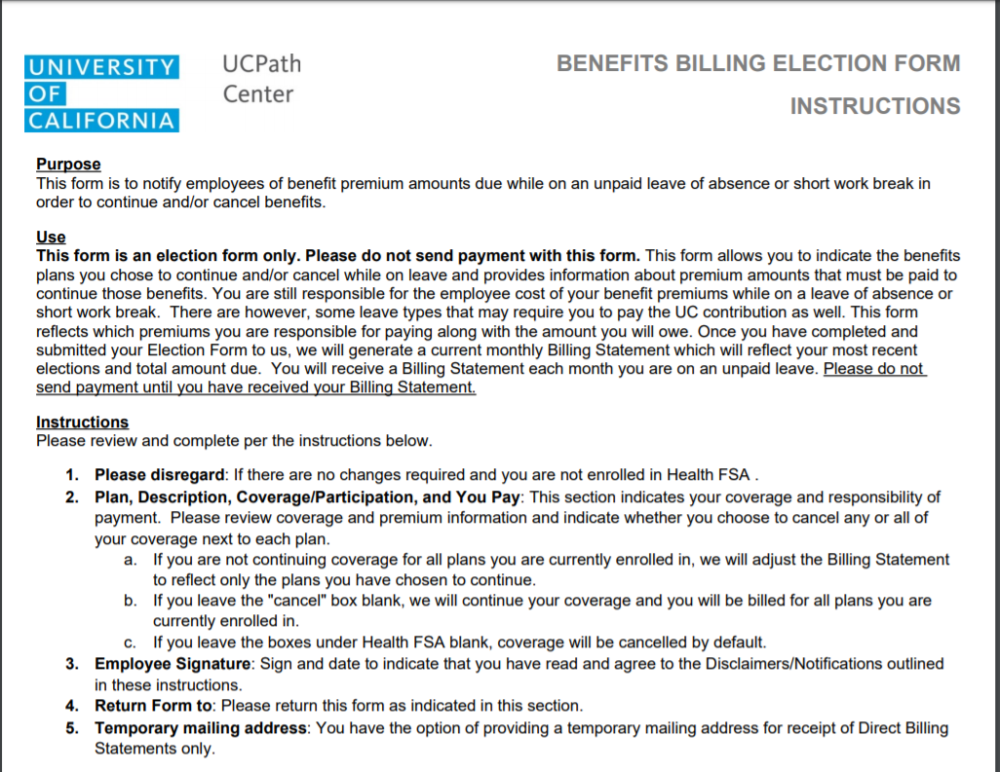 UNIVERSITY
OF
CALIFORNIA
UCPath
Center
BENEFITS BILLING ELECTION FORM
INSTRUCTIONS
Purpose
This form is to notify employees of benefit premium amounts due while on an unpaid leave of absence or short work break in
order to continue and/or cancel benefits.
Use
This form is an election form only. Please do not send payment with this form. This form allows you to indicate the benefits
plans you chose to continue and/or cancel while on leave and provides information about premium amounts that must be paid to
continue those benefits. You are still responsible for the employee cost of your benefit premiums while on a leave of absence or
short work break.  There are however, some leave types that may require you to pay the UC contribution as well. This form
reflects which premiums you are responsible for paying along with the amount you will owe. Once you have completed and
submitted your Election Form to us, we will generate a current monthly Billing Statement which will reflect your most recent
elections and total amount due.  You will receive a Billing Statement each month you are on an unpaid leave. Please do not
send payment until you have received your Billing Statement.
Instructions
Please review and complete per the instructions below.
1. Please disregard: If there are no changes required and you are not enrolled in Health FSA .
2. Plan, Description, Coverage/Participation, and You Pay: This section indicates your coverage and responsibility of
payment.  Please review coverage and premium information and indicate whether you choose to cancel any or all of
your coverage next to each plan.
a. If you are not continuing coverage for all plans you are currently enrolled in, we will adjust the Billing Statement
to reflect only the plans you have chosen to continue.
b. If you leave the "cancel" box blank, we will continue your coverage and you will be billed for all plans you are
currently enrolled in.
c. If you leave the boxes under Health FSA blank, coverage will be cancelled by default.
3. Employee Signature: Sign and date to indicate that you have read and agree to the Disclaimers/Notifications outlined
in these instructions.
4. Return Form to: Please return this form as indicated in this section.
5. Temporary mailing address: You have the option of providing a temporary mailing address for receipt of Direct Billing
Statements only.